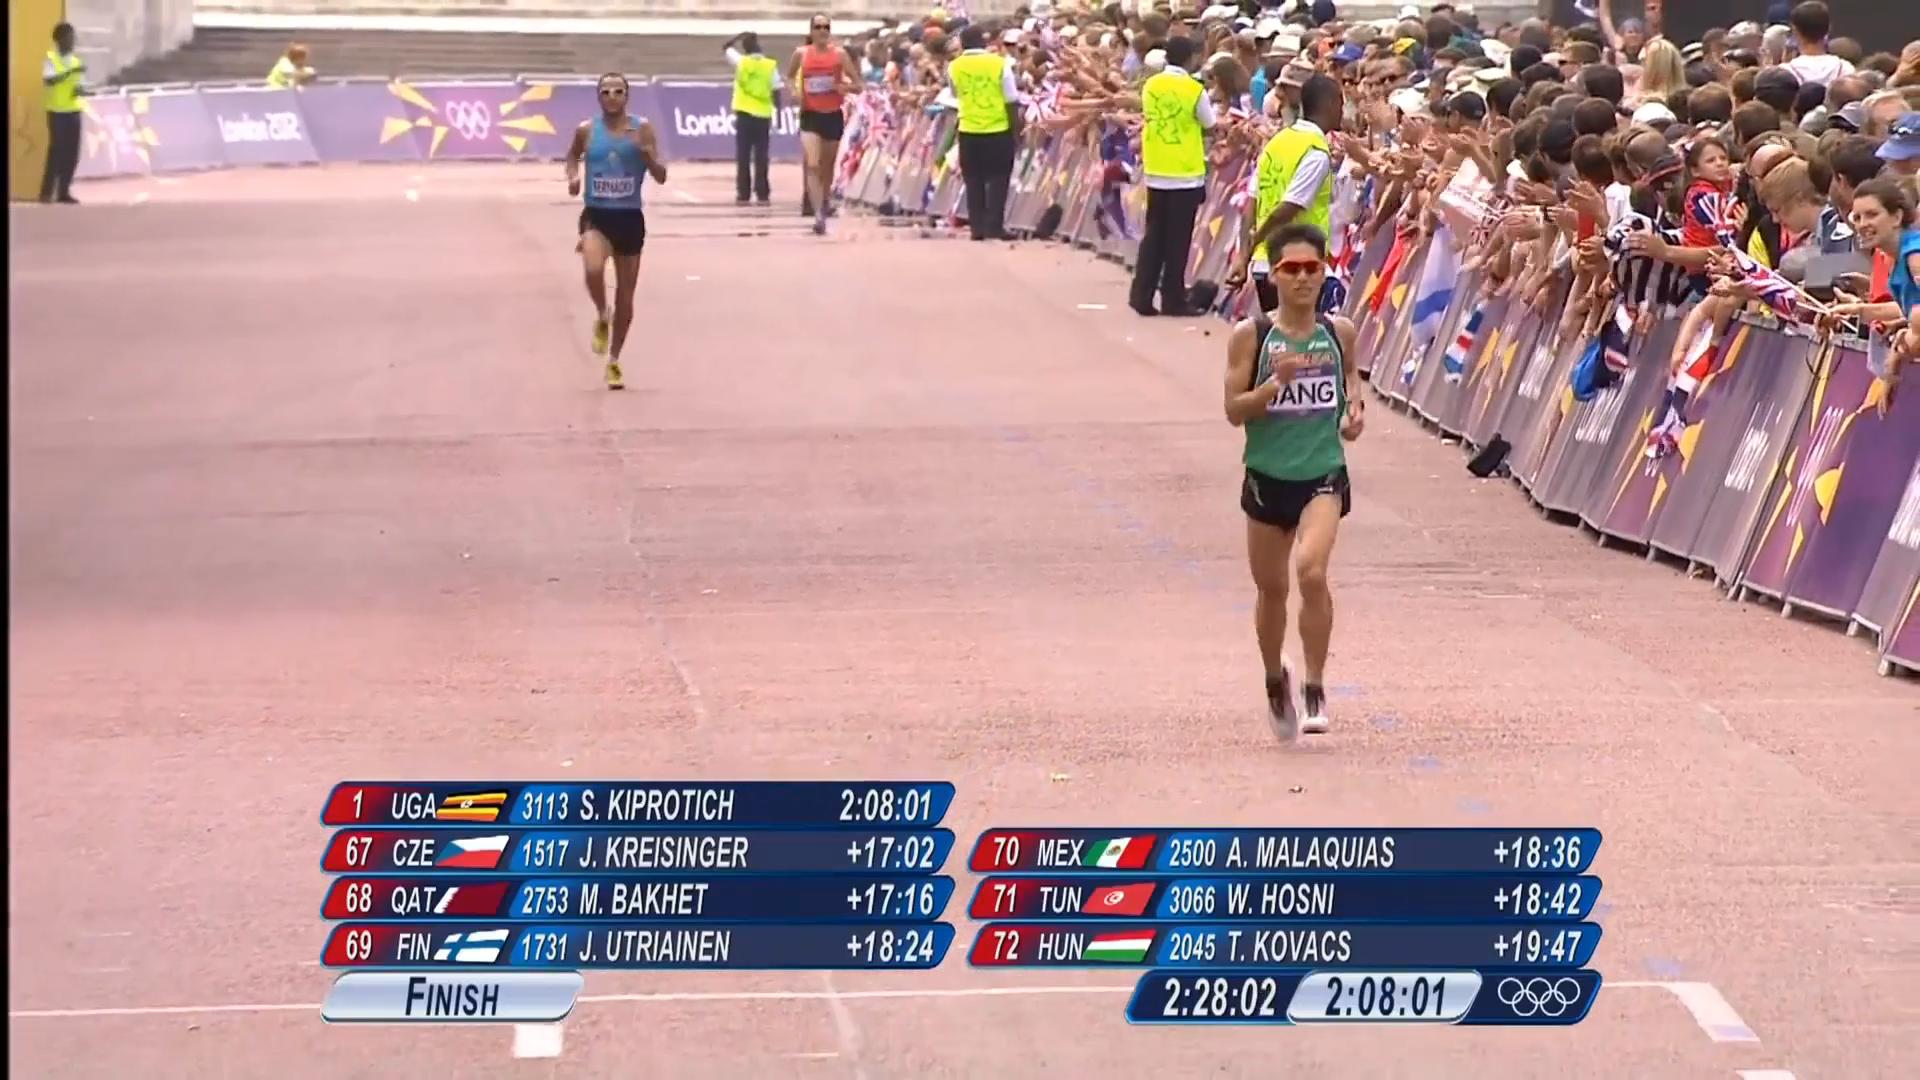 London 2012
JANG
1 UGA 3113 S. KIPROTICH 2:08:01
67 CZE 1517 J. KREISINGER +17:02
68 QAT 2753 M. BAKHET +17:16
69 FIN 1731 J. UTRIAINEN +18:24
70 MEX 2500 A. MALAQUIAS +18:36
71 TUN 3066 W. HOSNI +18:42
72 HUN 2045 T. KOVACS +19:47
FINISH
2:28:02 2:08:01